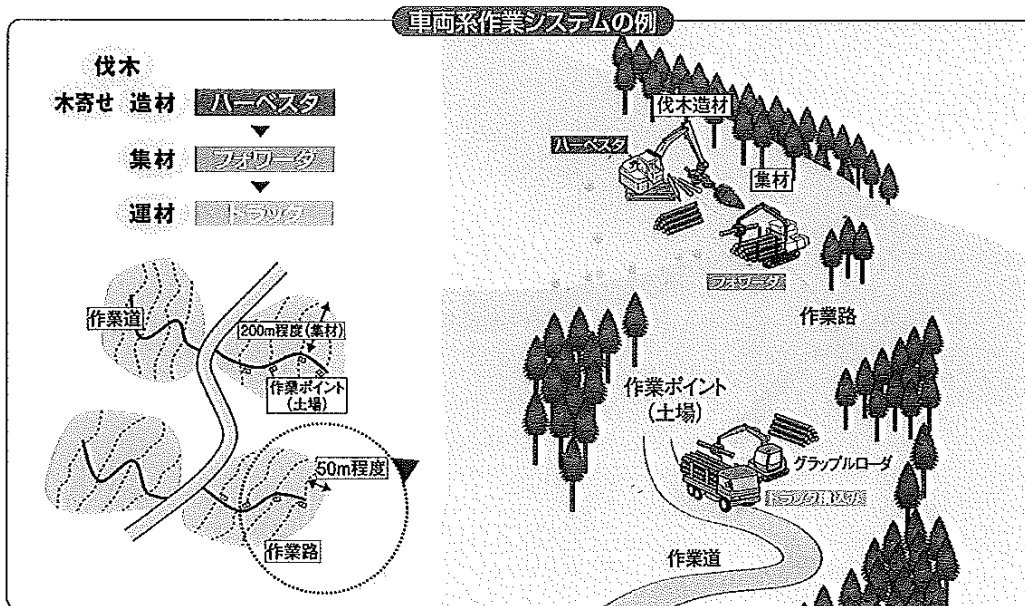 車両系作業システムの例
伐木
木寄せ 造材 ハーベスタ
集材 フォワーダ
運材 トラック
作業道
200m程度(集材)
作業ポイント
(土場)
50m程度
作業路
伐木造材
ハーベスタ
集材
フォワーダ
作業路
作業ポイント
(土場)
グラップルローダ
トラック積込み
作業道